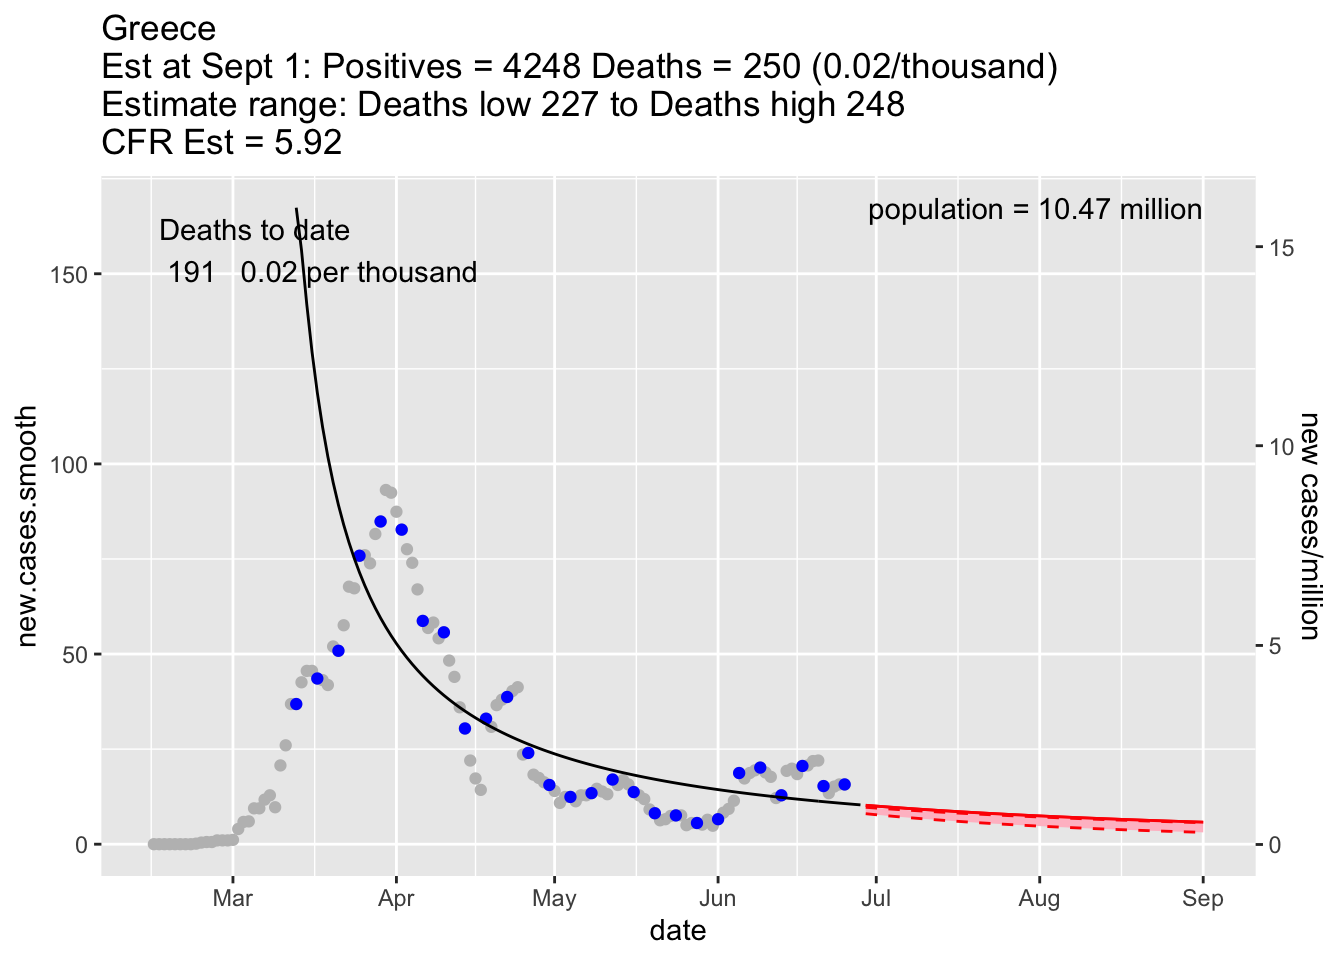 Greece
Est at Sept 1: Positives = 4248 Deaths = 250 (0.02/thousand)
Estimate range: Deaths low 227 to Deaths high 248
CFR Est = 5.92
Deaths to date
191 0.02 per thousand
population = 10.47 million
150
100
50
0
new.cases.smooth
15
10
5
0
new cases/million
Mar Apr May Jun Jul Aug Sep
date